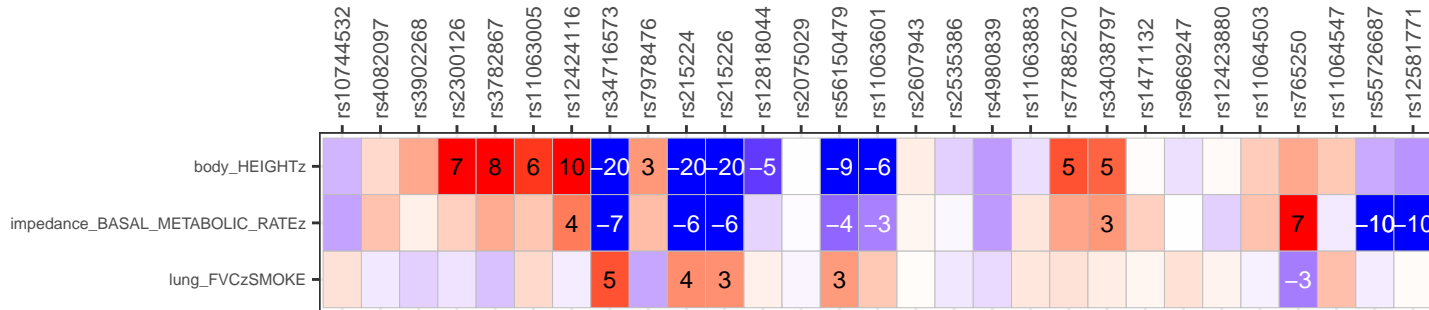 rs10744532 rs4082097 rs3902268 rs2300126 rs3782867 rs11063005 rs12424116 rs34716573 rs7978476 rs215224 rs215226 rs12818044 rs2075029 rs56150479 rs11063601 rs2607943 rs2535386 rs4980839 rs11063883 rs77885270 rs34038797 rs1471132 rs9669247 rs12423880 rs11064503 rs765250 rs11064547 rs55726687 rs12581771
body_HEIGHTz 7 8 6 10 −20 3 −20 −20 −5 −9 −6 5 5
impedance_BASAL_METABOLIC_RATEz 4 −7 −6 −6 −4 −3 3 7 −10 −10
lung_FVCzSMOKE 5 4 3 3 −3